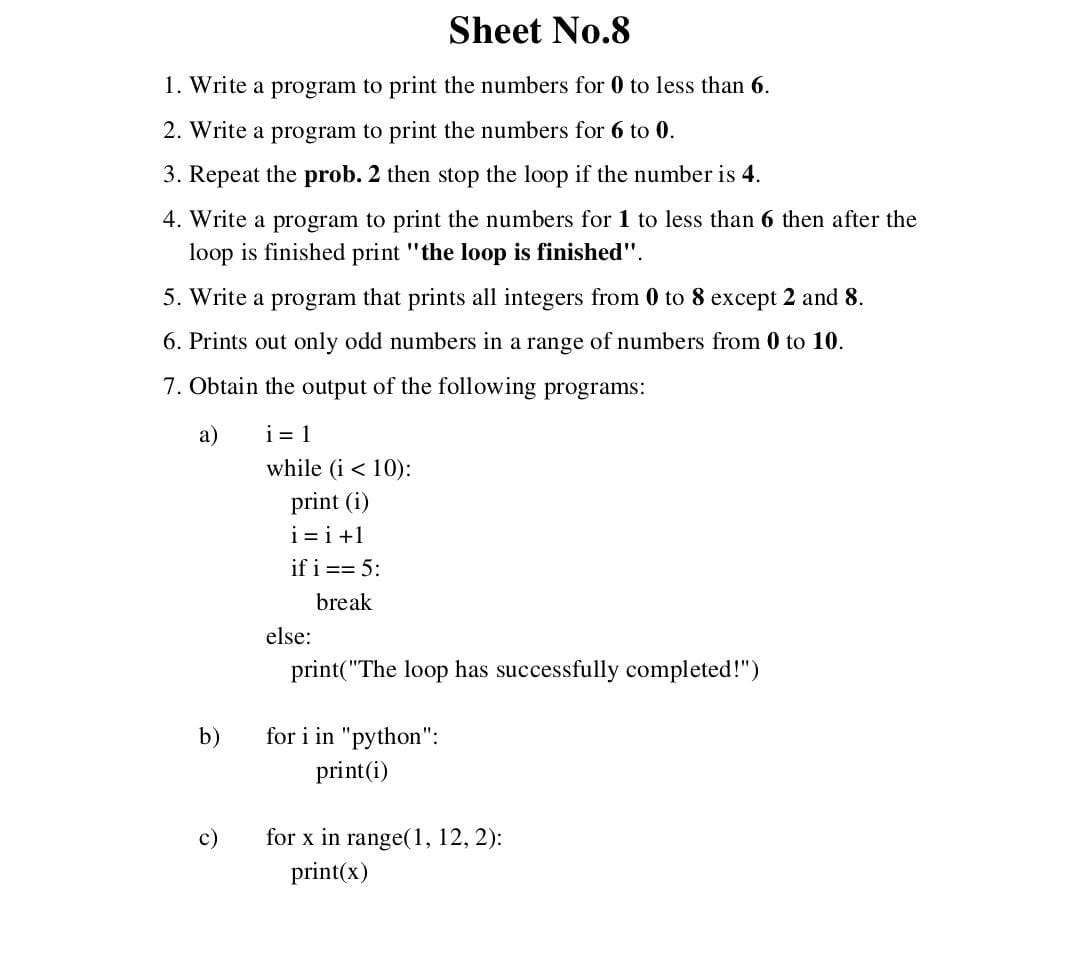 Sheet No.8
1. Write a program to print the numbers for 0 to less than 6.
2. Write a program to print the numbers for 6 to 0.
3. Repeat the prob. 2 then stop the loop if the number is 4.
4. Write a program to print the numbers for 1 to less than 6 then after the
loop is finished print "the loop is finished".
5. Write a program that prints all integers from 0 to 8 except 2 and 8.
6. Prints out only odd numbers in a range of numbers from 0 to 10.
7. Obtain the output of the following programs:
a) i = 1
while (i < 10):
print (i)
i = i +1
if i == 5:
break
else:
print("The loop has successfully completed!")
b) for i in "python":
print(i)
c) for x in range(1, 12, 2):
print(x)